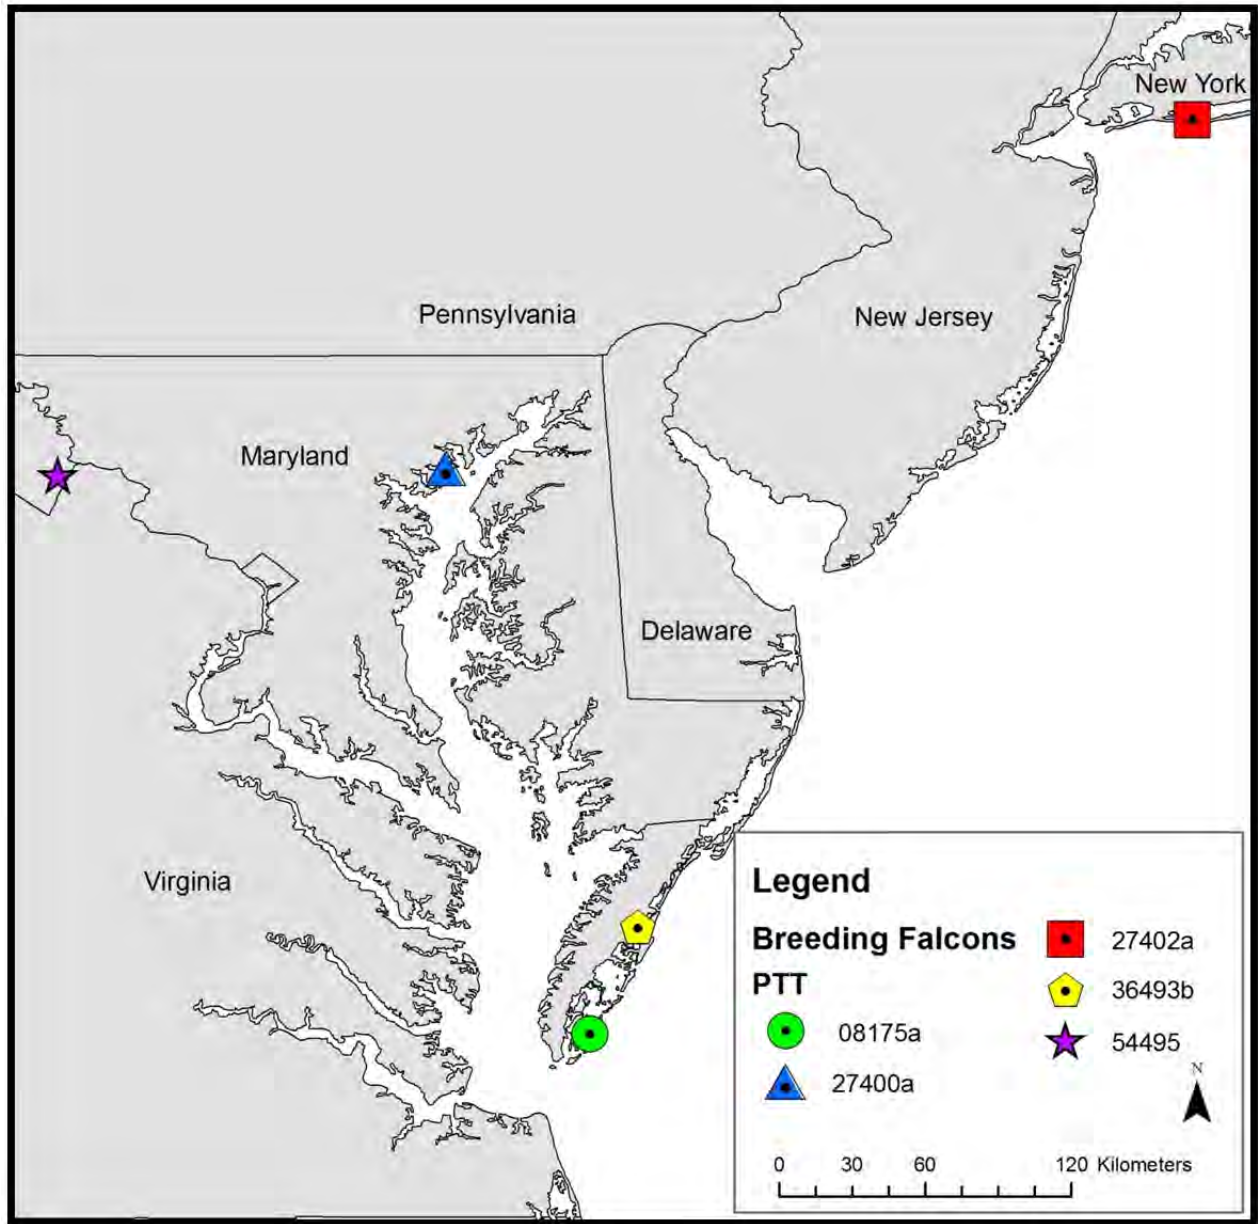 New York
Pennsylvania
New Jersey
Maryland
Delaware
Virginia
Legend
Breeding Falcons
PTT
08175a
27400a
27402a
36493b
54495
N
0 30 60 120 Kilometers